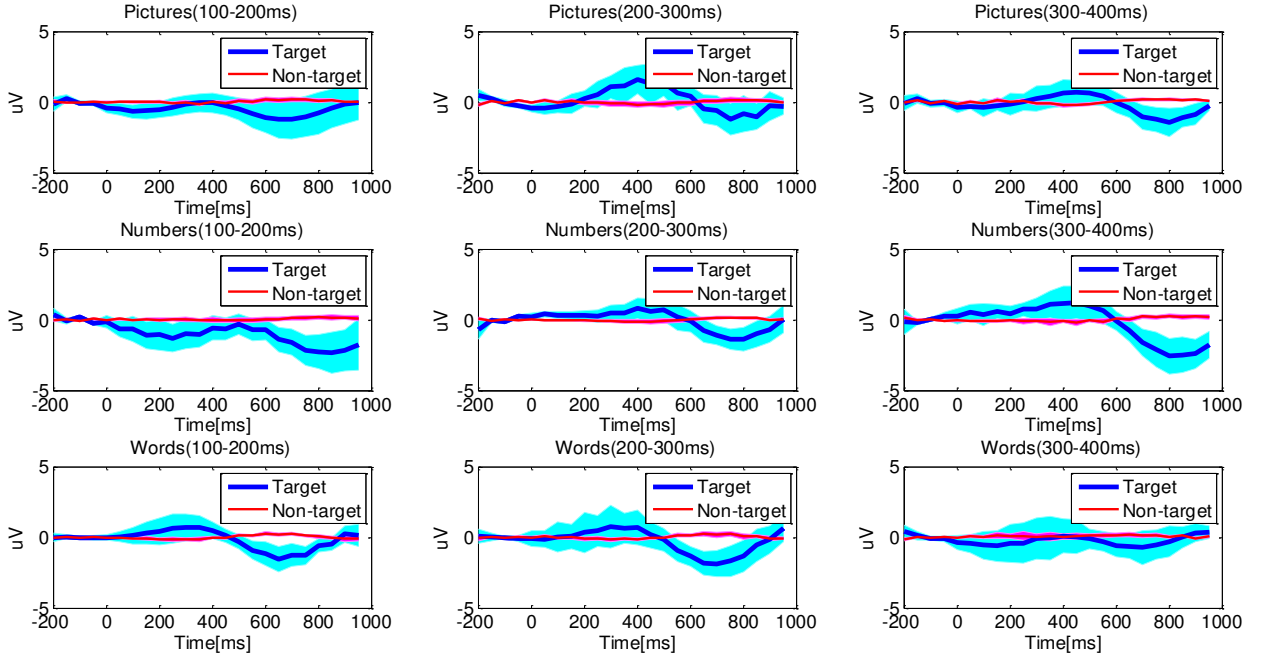 Pictures(100-200ms)
5
0
-5
uV
Target
Non-target
-200 0 200 400 600 800 1000
Time[ms]
Pictures(200-300ms)
5
0
-5
uV
Target
Non-target
-200 0 200 400 600 800 1000
Time[ms]
Pictures(300-400ms)
5
0
-5
uV
Target
Non-target
-200 0 200 400 600 800 1000
Time[ms]
Numbers(100-200ms)
5
0
-5
uV
Target
Non-target
-200 0 200 400 600 800 1000
Time[ms]
Numbers(200-300ms)
5
0
-5
uV
Target
Non-target
-200 0 200 400 600 800 1000
Time[ms]
Numbers(300-400ms)
5
0
-5
uV
Target
Non-target
-200 0 200 400 600 800 1000
Time[ms]
Words(100-200ms)
5
0
-5
uV
Target
Non-target
-200 0 200 400 600 800 1000
Time[ms]
Words(200-300ms)
5
0
-5
uV
Target
Non-target
-200 0 200 400 600 800 1000
Time[ms]
Words(300-400ms)
5
0
-5
uV
Target
Non-target
-200 0 200 400 600 800 1000
Time[ms]